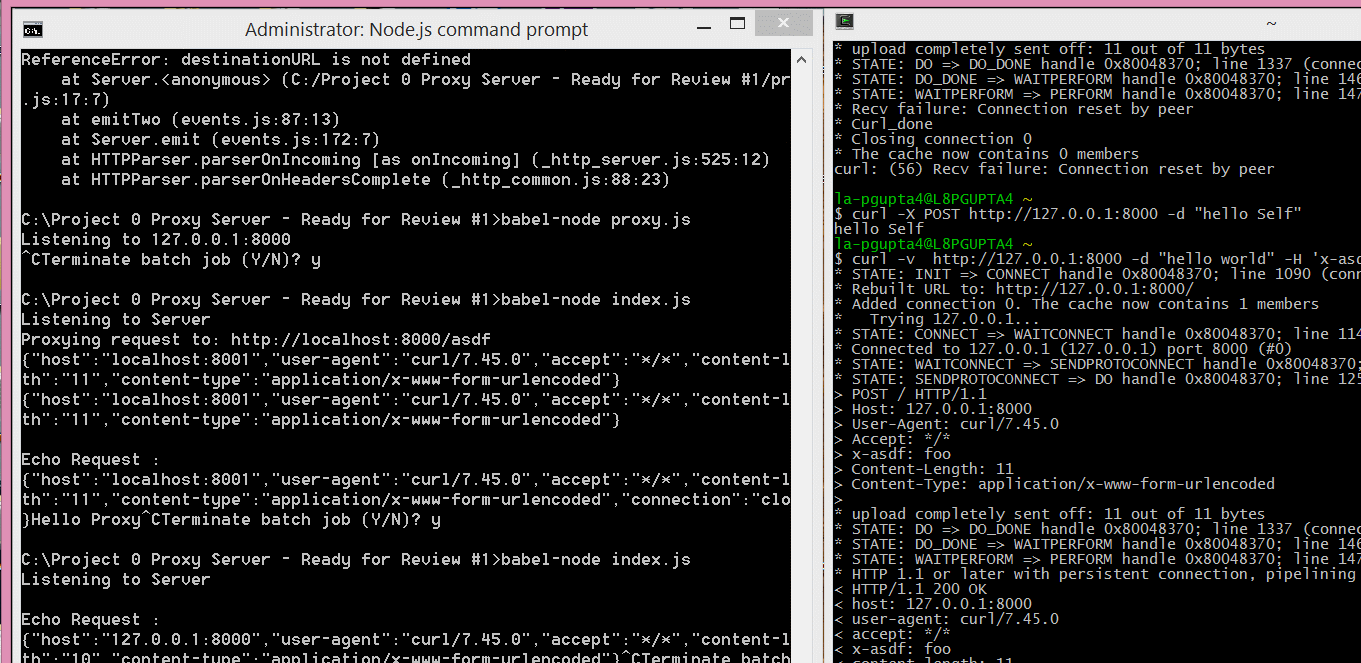 Administrator: Node.js command prompt
ReferenceError: destinationURL is not defined
at Server.<anonymous> (C:/Project 0 Proxy Server - Ready for Review #1/pr
.js:17:7)
at emitTwo (events.js:87:13)
at Server.emit (events.js:172:7)
at HTTPParser.parserOnIncoming [as onIncoming] (_http_server.js:525:12)
at HTTPParser.parserOnHeadersComplete (_http_common.js:88:23)
C:\Project 0 Proxy Server - Ready for Review #1>babel-node proxy.js
Listening to 127.0.0.1:8000
^CTerminate batch job (Y/N)? y
C:\Project 0 Proxy Server - Ready for Review #1>babel-node index.js
Listening to Server
Proxying request to: http://localhost:8000/asdf
{"host":"localhost:8001","user-agent":"curl/7.45.0","accept":"*/*","content-l
th":"11","content-type":"application/x-www-form-urlencoded"}
{"host":"localhost:8001","user-agent":"curl/7.45.0","accept":"*/*","content-l
th":"11","content-type":"application/x-www-form-urlencoded"}
Echo Request :
{"host":"localhost:8001","user-agent":"curl/7.45.0","accept":"*/*","content-l
th":"11","content-type":"application/x-www-form-urlencoded","connection":"clo
}Hello Proxy^CTerminate batch job (Y/N)? y
C:\Project 0 Proxy Server - Ready for Review #1>babel-node index.js
Listening to Server
Echo Request :
{"host":"127.0.0.1:8000","user-agent":"curl/7.45.0","accept":"*/*","content-l
th":"10","content-type":"application/x-www-form-urlencoded"}^CTerminate batch
~
* upload completely sent off: 11 out of 11 bytes
* STATE: DO => DO_DONE handle 0x80048370; line 1337 (connec
* STATE: DO_DONE => WAITPERFORM handle 0x80048370; line 146
* STATE: WAITPERFORM => PERFORM handle 0x80048370; line 147
* Recv failure: Connection reset by peer
* Curl_done
* Closing connection 0
* The cache now contains 0 members
curl: (56) Recv failure: Connection reset by peer
la-pgupta4@L8PGUPTA4 ~
$ curl -X POST http://127.0.0.1:8000 -d "hello Self"
hello Self
la-pgupta4@L8PGUPTA4 ~
$ curl -v  http://127.0.0.1:8000 -d "hello world" -H 'x-asd
* STATE: INIT => CONNECT handle 0x80048370; line 1090 (conn
* Rebuilt URL to: http://127.0.0.1:8000/
* Added connection 0. The cache now contains 1 members
*   Trying 127.0.0.1...
* STATE: CONNECT => WAITCONNECT handle 0x80048370; line 114
* Connected to 127.0.0.1 (127.0.0.1) port 8000 (#0)
* STATE: WAITCONNECT => SENDPROTOCONNECT handle 0x80048370;
* STATE: SENDPROTOCONNECT => DO handle 0x80048370; line 125
> POST / HTTP/1.1
> Host: 127.0.0.1:8000
> User-Agent: curl/7.45.0
> Accept: */*
> x-asdf: foo
> Content-Length: 11
> Content-Type: application/x-www-form-urlencoded
>
* upload completely sent off: 11 out of 11 bytes
* STATE: DO => DO_DONE handle 0x80048370; line 1337 (connec
* STATE: DO_DONE => WAITPERFORM handle 0x80048370; line 146
* STATE: WAITPERFORM => PERFORM handle 0x80048370; line 147
* HTTP 1.1 or later with persistent connection, pipelining
< HTTP/1.1 200 OK
< host: 127.0.0.1:8000
< user-agent: curl/7.45.0
< accept: */*
< x-asdf: foo
< content-length: 11